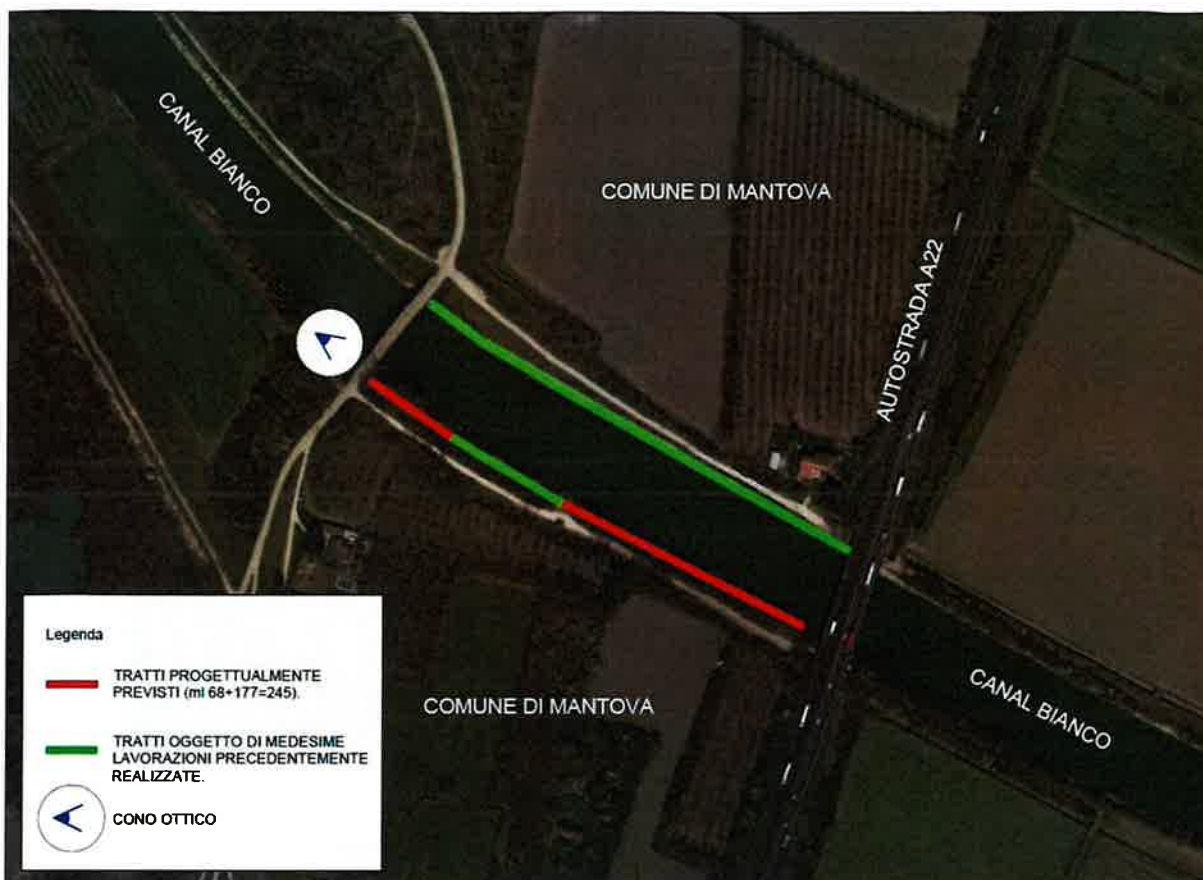 CANAL BIANCO
COMUNE DI MANTOVA
AUTOSTRADA A22
Legenda
TRATTI PROGETTUALMENTE
PREVISTI (ml 68+177=245).
TRATTI OGGETTO DI MEDESIME
LAVORAZIONI PRECEDENTEMENTE
REALIZZATE.
CONO OTTICO
COMUNE DI MANTOVA
CANAL BIANCO